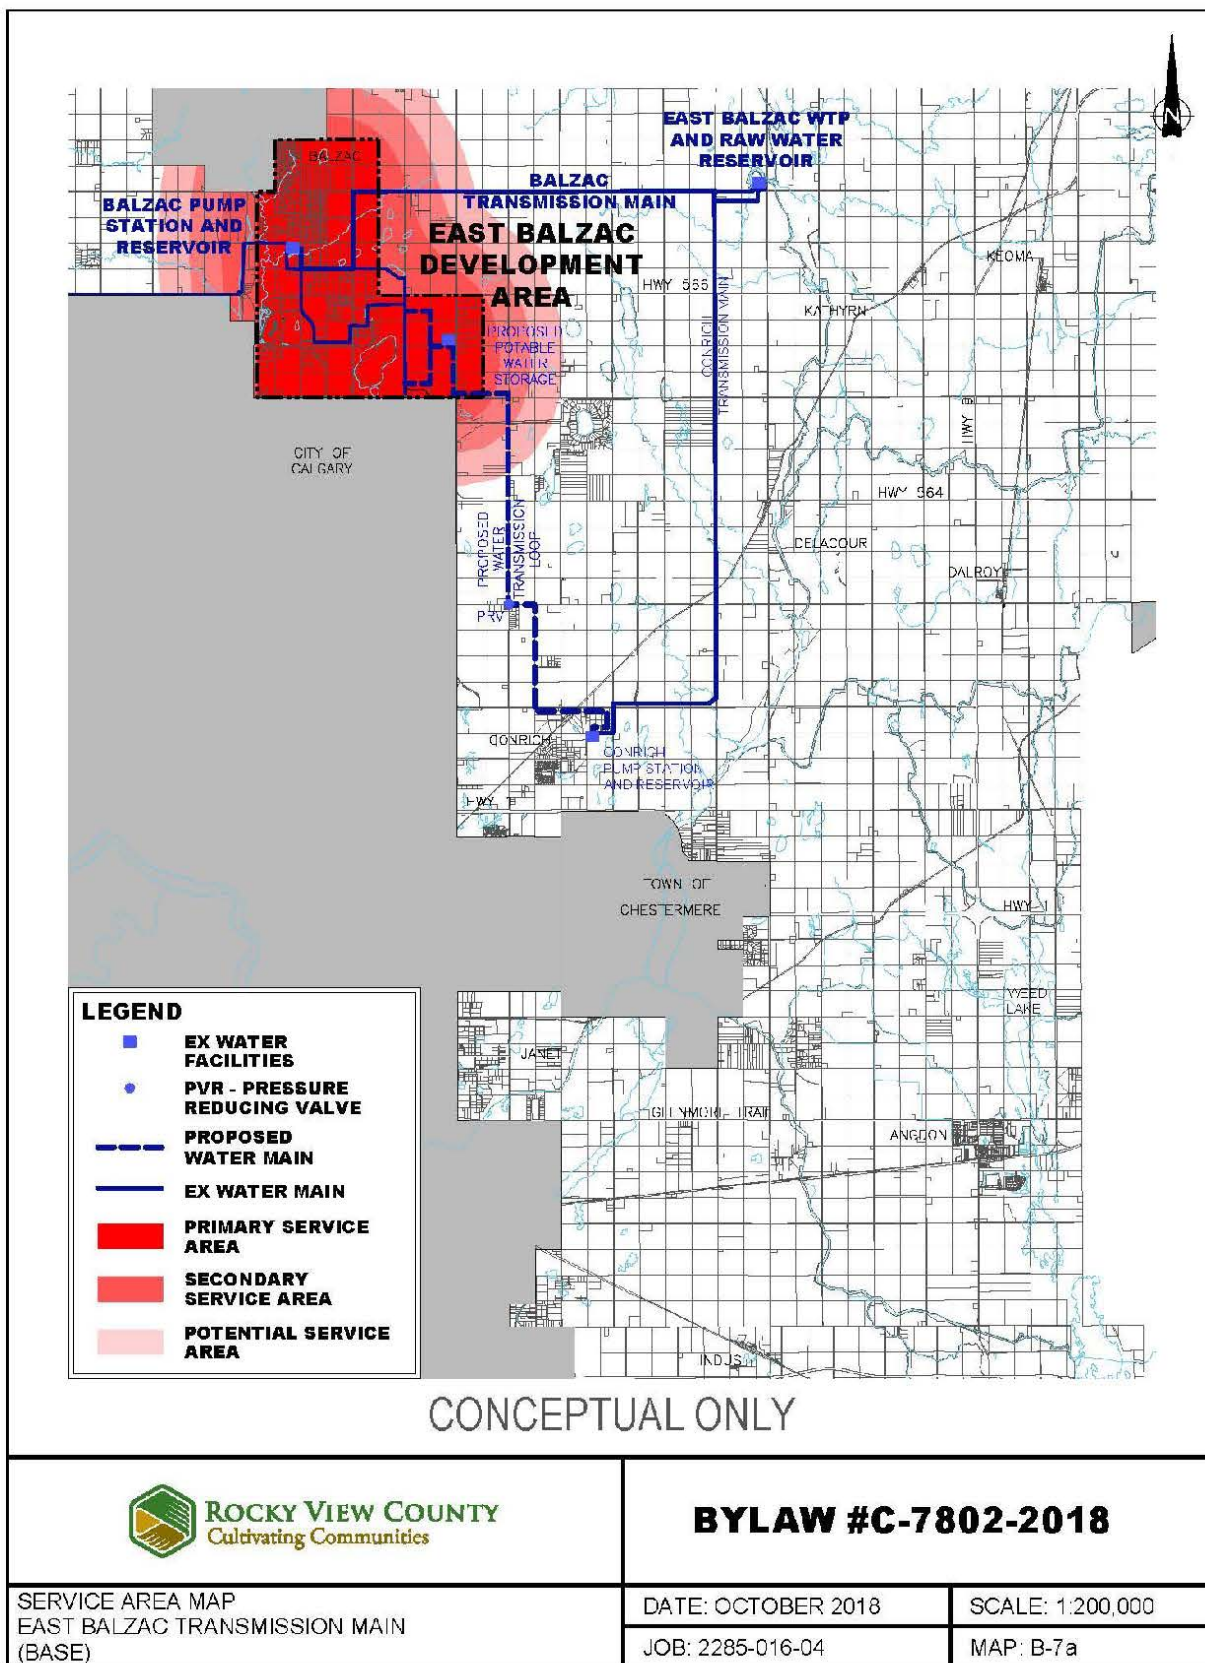 N
EAST BALZAC WTP
AND RAW WATER
RESERVOIR
BALZAC
BALZAC
TRANSMISSION MAIN
BALZAC PUMP
STATION AND
RESERVOIR
EAST BALZAC
DEVELOPMENT
AREA
HWY 566
KEOMA
KATHYRN
CONRICH
TRANSMISSION MAIN
PROPOSED
POTABLE
WATER
STORAGE
HWY 9
CITY OF
CALGARY
HWY 564
PROPOSED
WATER
TRANSMISSION
LOOP
DELACOUR
DALROY
PRV
CONRICH
CONRICH
PUMP STATION
AND RESERVOIR
HWY 1
TOWN OF
CHESTERMERE
HWY 1
WEED
LAKE
JANET
GLENMORE TRAIL
LANGDON
INDUS
LEGEND
EX WATER
FACILITIES
PVR - PRESSURE
REDUCING VALVE
PROPOSED
WATER MAIN
EX WATER MAIN
PRIMARY SERVICE
AREA
SECONDARY
SERVICE AREA
POTENTIAL SERVICE
AREA
CONCEPTUAL ONLY
ROCKY VIEW COUNTY
Cultivating Communities
BYLAW #C-7802-2018
SERVICE AREA MAP
EAST BALZAC TRANSMISSION MAIN
(BASE)
DATE: OCTOBER 2018
SCALE: 1:200,000
JOB: 2285-016-04
MAP: B-7a